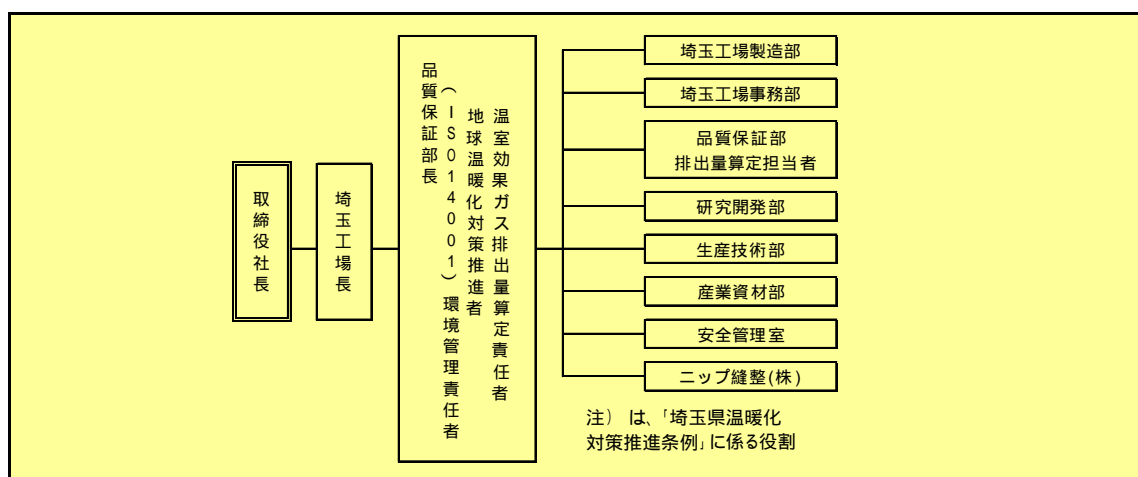 取締役社長
埼玉工場長
温室効果ガス排出量算定責任者
地球温暖化対策推進者
(ISO14001)環境管理責任者
品質保証部長
埼玉工場製造部
埼玉工場事務部
品質保証部
排出量算定担当者
研究開発部
生産技術部
産業資材部
安全管理室
ニップ縫整(株)
注) は、「埼玉県温暖化
対策推進条例」に係る役割